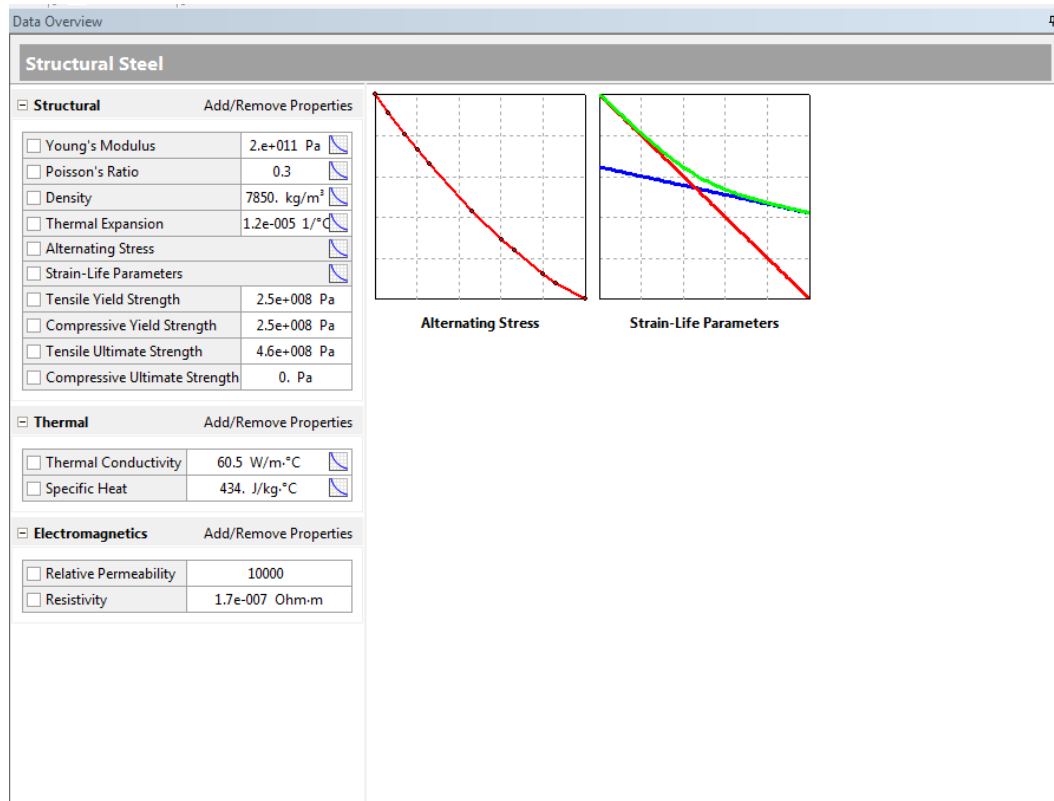 Data Overview
Structural Steel
Structural Add/Remove Properties
Young's Modulus 2.e+011 Pa
Poisson's Ratio 0.3
Density 7850. kg/m³
Thermal Expansion 1.2e-005 1/°C
Alternating Stress
Strain-Life Parameters
Tensile Yield Strength 2.5e+008 Pa
Compressive Yield Strength 2.5e+008 Pa
Tensile Ultimate Strength 4.6e+008 Pa
Compressive Ultimate Strength 0. Pa
Thermal Add/Remove Properties
Thermal Conductivity 60.5 W/m·°C
Specific Heat 434. J/kg·°C
Electromagnetics Add/Remove Properties
Relative Permeability 10000
Resistivity 1.7e-007 Ohm·m
Alternating Stress
Strain-Life Parameters